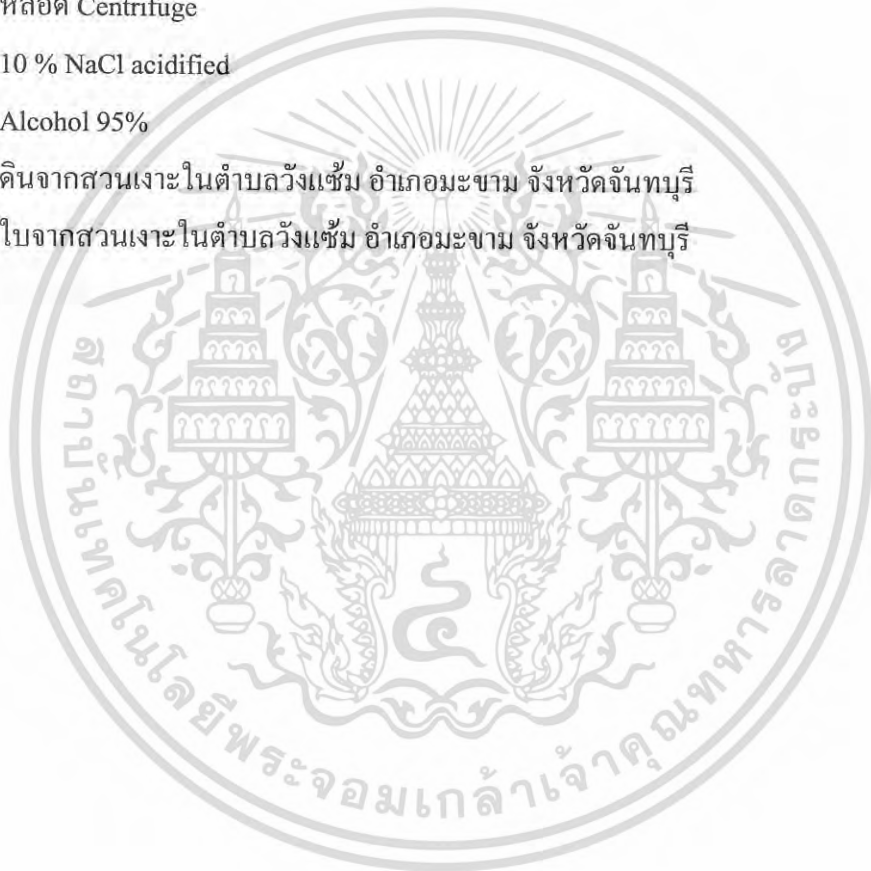 หลอด Centrifuge
10 % NaCl acidified
Alcohol 95%
ดินจากสวนเงาะในตำบลวังแซ้ม อำเภอมะขาม จังหวัดจันทบุรี
ใบจากสวนเงาะในตำบลวังแซ้ม อำเภอมะขาม จังหวัดจันทบุรี
สถาบันเทคโนโลยีพระจอมเกล้าเจ้าคุณทหารลาดกระบัง